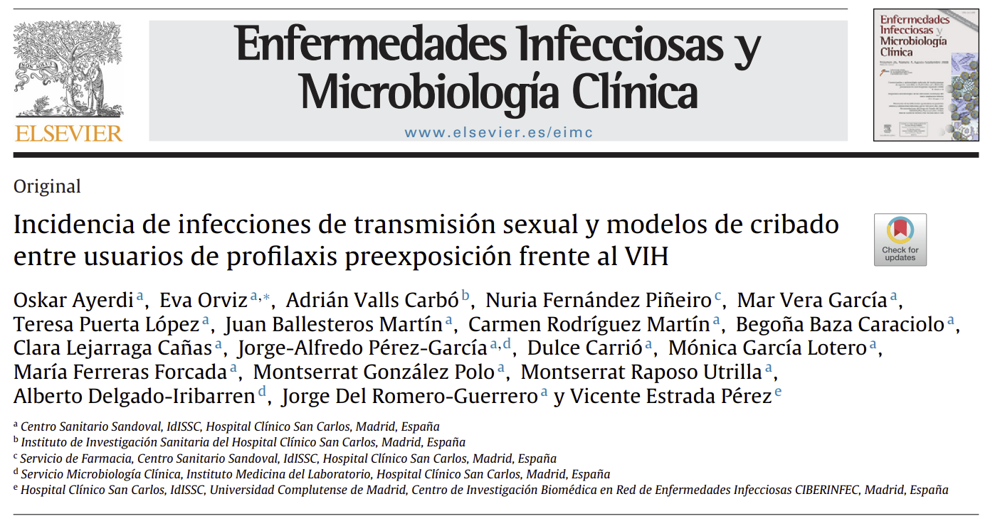 NON SOLUS
ELSEVIER
Enfermedades Infecciosas y
Microbiología Clínica
www.elsevier.es/eimc
Enfermedades
Infecciosas y
Microbiología
Clínica
Original
Incidencia de infecciones de transmisión sexual y modelos de cribado
entre usuarios de profilaxis preexposición frente al VIH
Check for
updates
Oskar Ayerdi a, Eva Orviz a,*, Adrián Valls Carbó b, Nuria Fernández Piñeiro c, Mar Vera García a,
Teresa Puerta López a, Juan Ballesteros Martín a, Carmen Rodríguez Martín a, Begoña Baza Caraciolo a,
Clara Lejarraga Cañas a, Jorge-Alfredo Pérez-García a,d, Dulce Carrió a, Mónica García Lotero a,
María Ferreras Forcada a, Montserrat González Polo a, Montserrat Raposo Utrilla a,
Alberto Delgado-Iribarren d, Jorge Del Romero-Guerrero a y Vicente Estrada Pérez e
a Centro Sanitario Sandoval, IdISSC, Hospital Clínico San Carlos, Madrid, España
b Instituto de Investigación Sanitaria del Hospital Clínico San Carlos, Madrid, España
c Servicio de Farmacia, Centro Sanitario Sandoval, IdISSC, Hospital Clínico San Carlos, Madrid, España
d Servicio Microbiología Clínica, Instituto Medicina del Laboratorio, Hospital Clínico San Carlos, Madrid, España
e Hospital Clínico San Carlos, IdISSC, Universidad Complutense de Madrid, Centro de Investigación Biomédica en Red de Enfermedades Infecciosas CIBERINFEC, Madrid, España